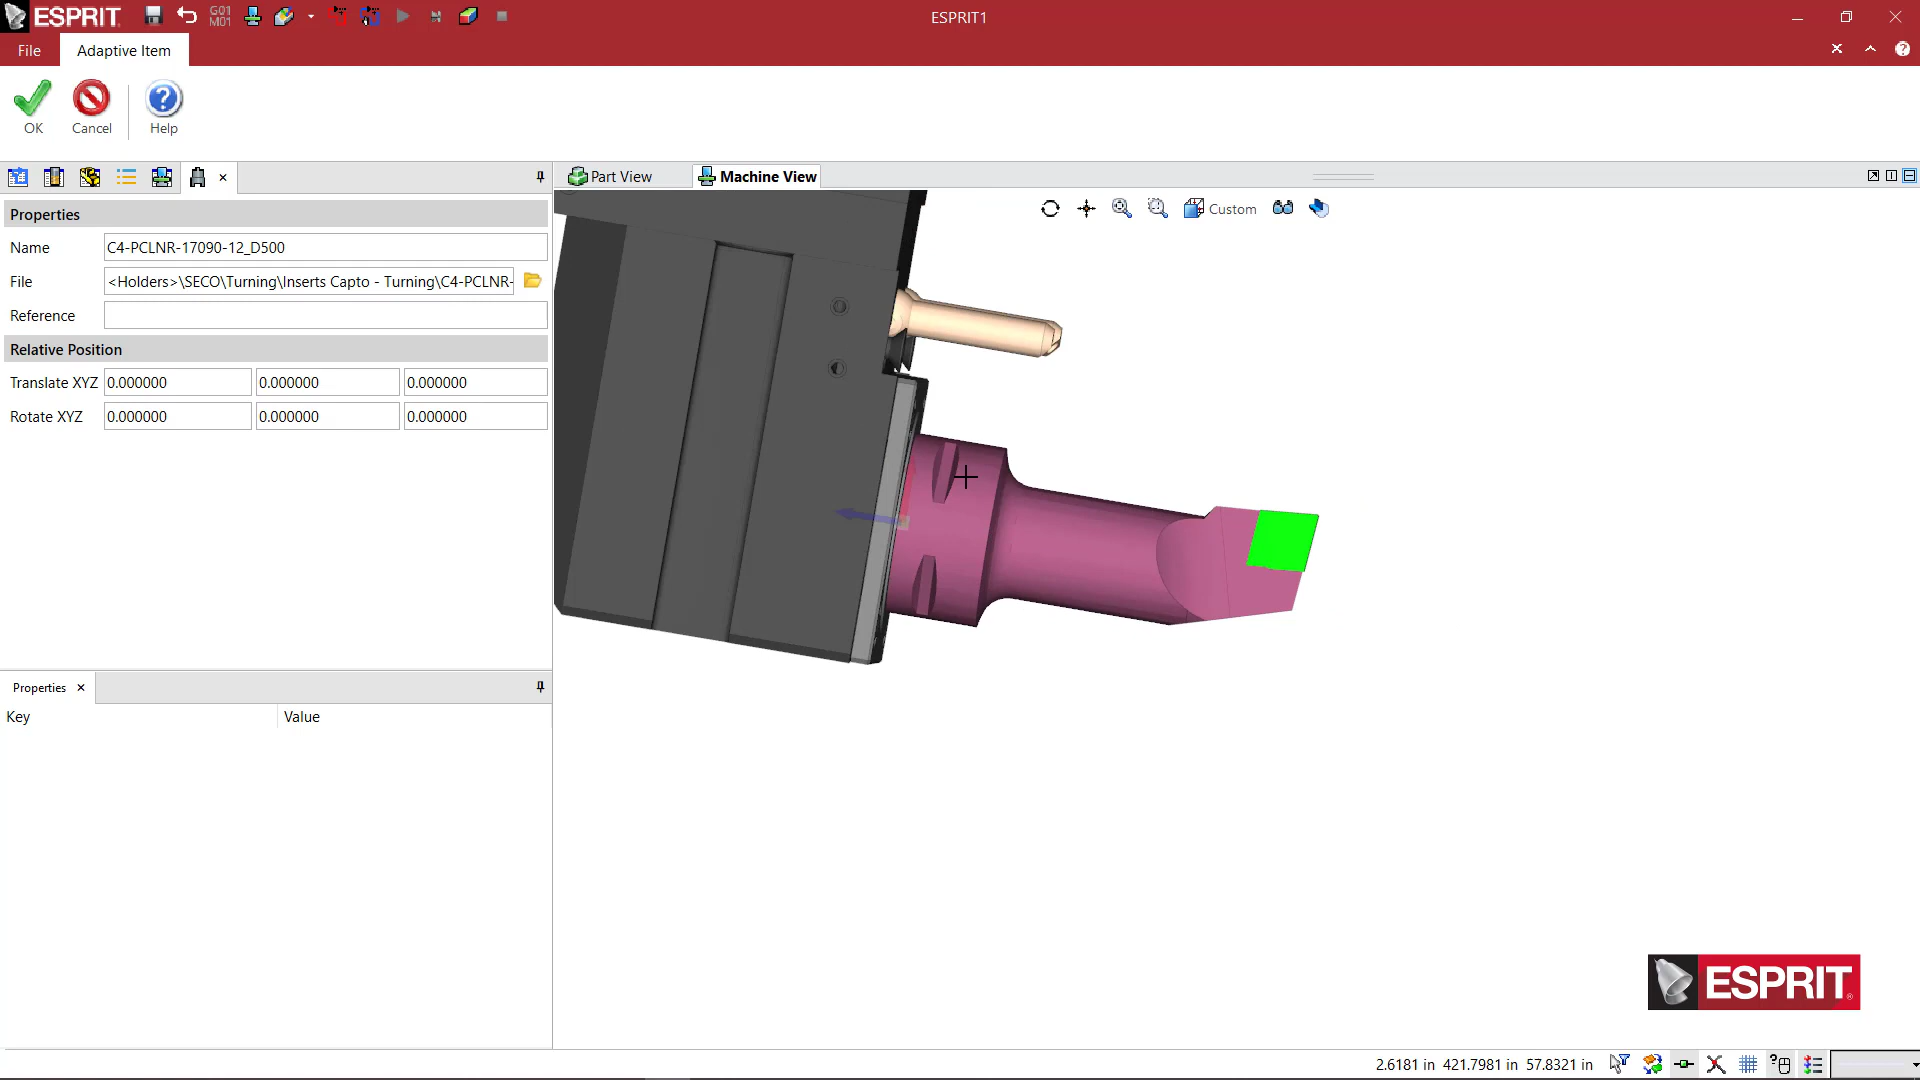 ESPRIT
G01
M01
ESPRIT1
File
Adaptive Item
OK
Cancel
Help
Part View
Machine View
Custom
Properties
Name
C4-PCLNR-17090-12_D500
File
<Holders>\SECO\Turning\Inserts Capto - Turning\C4-PCLNR-
Reference
Relative Position
Translate XYZ
0.000000
0.000000
0.000000
Rotate XYZ
0.000000
0.000000
0.000000
Properties
Key
Value
ESPRIT
2.6181 in 421.7981 in 57.8321 in